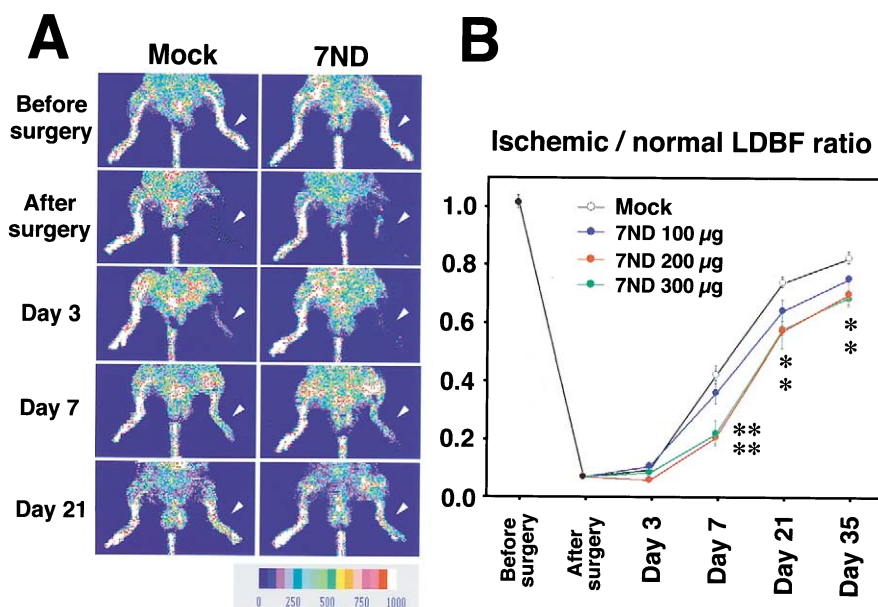 A
Mock
7ND
Before
surgery
After
surgery
Day 3
Day 7
Day 21
0 250 500 750 1000
B
Ischemic / normal LDBF ratio
1.0
0.8
0.6
0.4
0.2
0.0
Mock
7ND 100 µg
7ND 200 µg
7ND 300 µg
**
**
*
*
*
*
Before
surgery
After
surgery
Day 3
Day 7
Day 21
Day 35